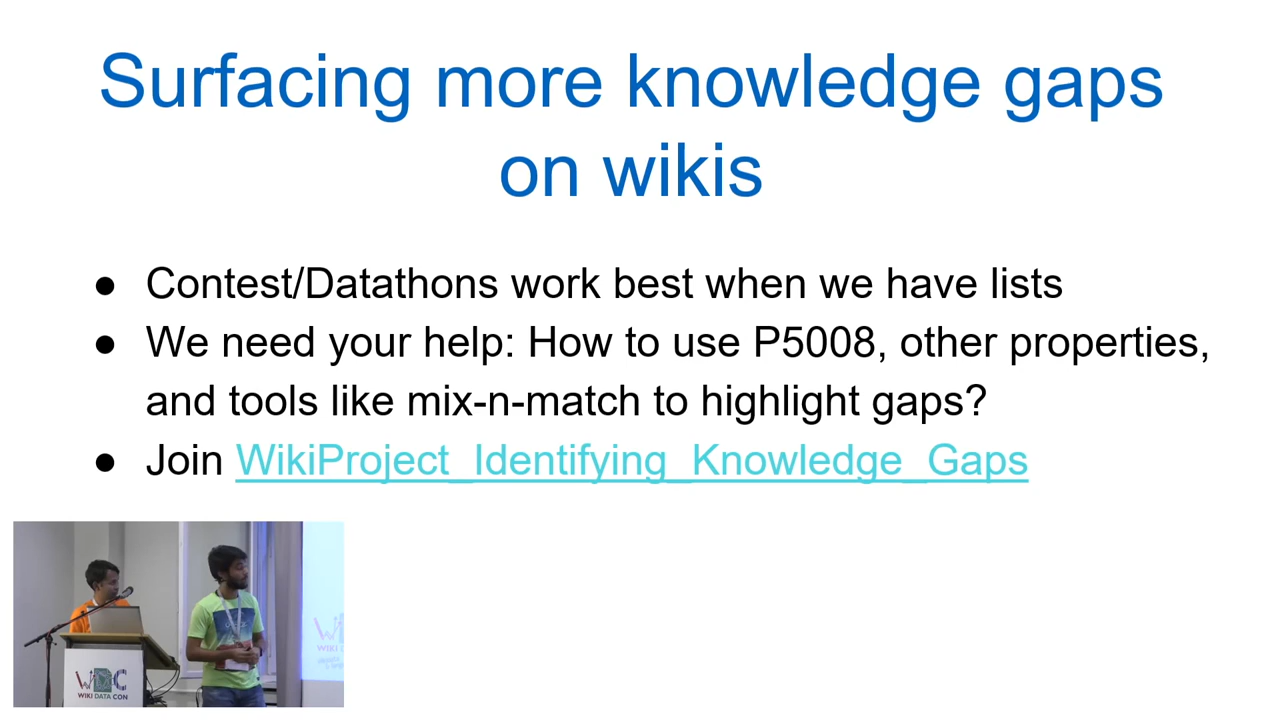 Surfacing more knowledge gaps
on wikis
● Contest/Datathons work best when we have lists
● We need your help: How to use P5008, other properties,
and tools like mix-n-match to highlight gaps?
● Join WikiProject_Identifying_Knowledge_Gaps
WDC
WIKI DATA CON